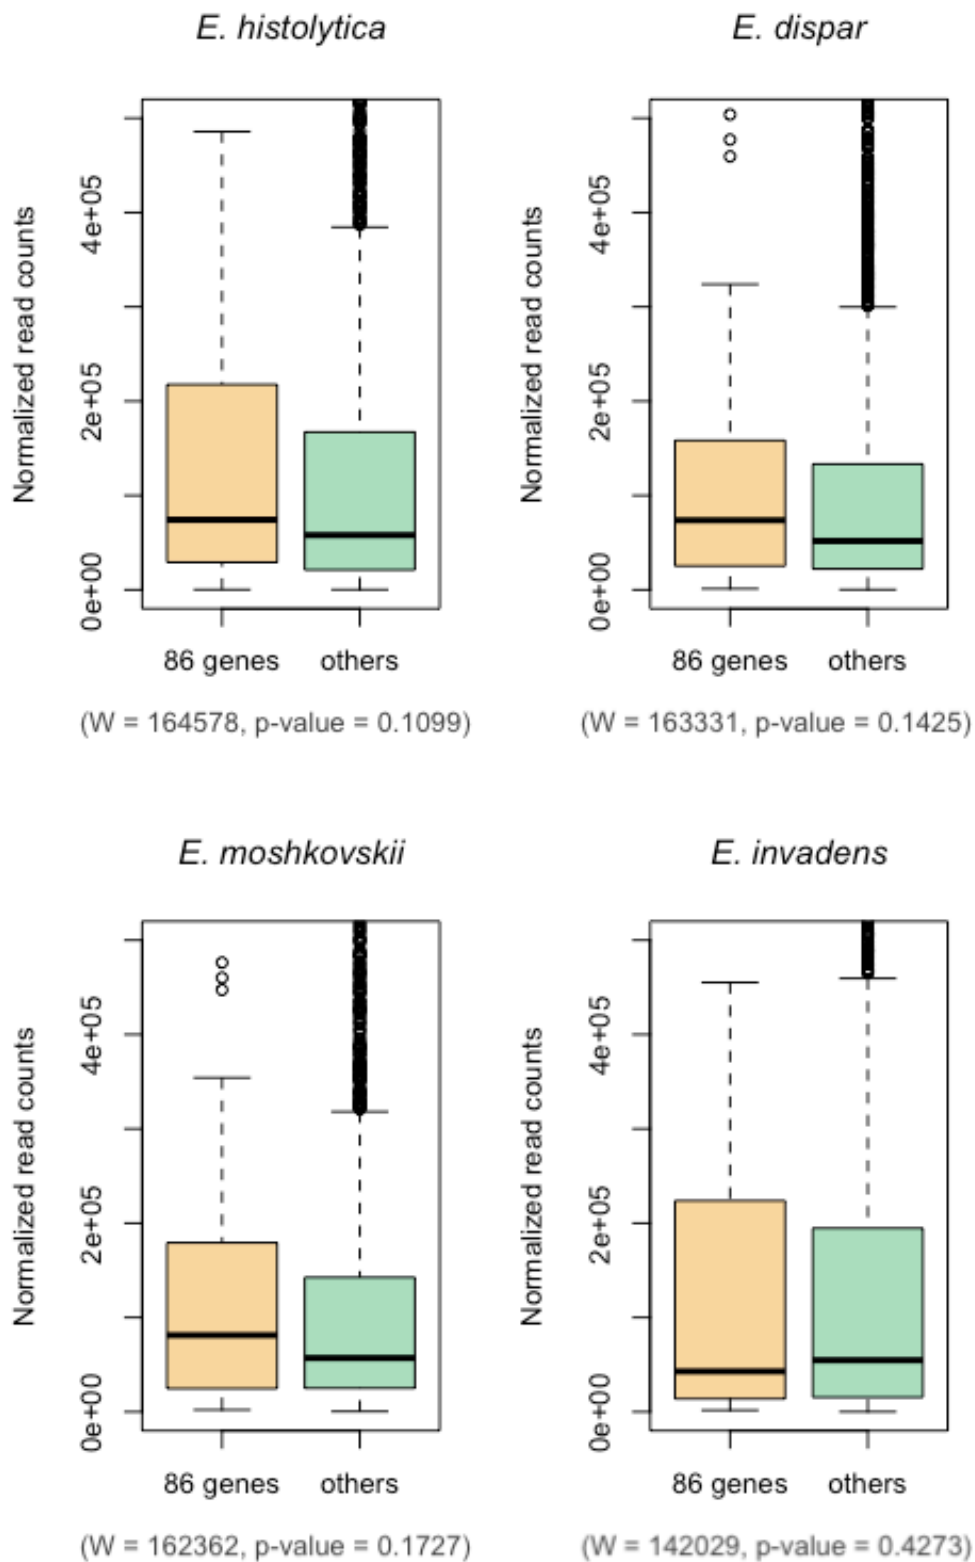 E. histolytica
Normalized read counts
4e+05
2e+05
0e+00
86 genes others
(W = 164578, p-value = 0.1099)
E. dispar
Normalized read counts
4e+05
2e+05
0e+00
86 genes others
(W = 163331, p-value = 0.1425)
E. moshkovskii
Normalized read counts
4e+05
2e+05
0e+00
86 genes others
(W = 162362, p-value = 0.1727)
E. invadens
Normalized read counts
4e+05
2e+05
0e+00
86 genes others
(W = 142029, p-value = 0.4273)